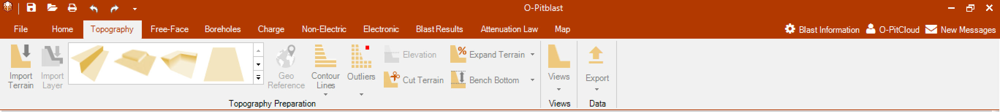 O-Pitblast
File Home Topography Free-Face Boreholes Charge Non-Electric Electronic Blast Results Attenuation Law Map Blast Information O-PitCloud New Messages
Import Terrain
Import Layer
Geo Reference
Contour Lines
Outliers
Elevation
Cut Terrain
% Expand Terrain
Bench Bottom
Views
Export
Topography Preparation Views Data